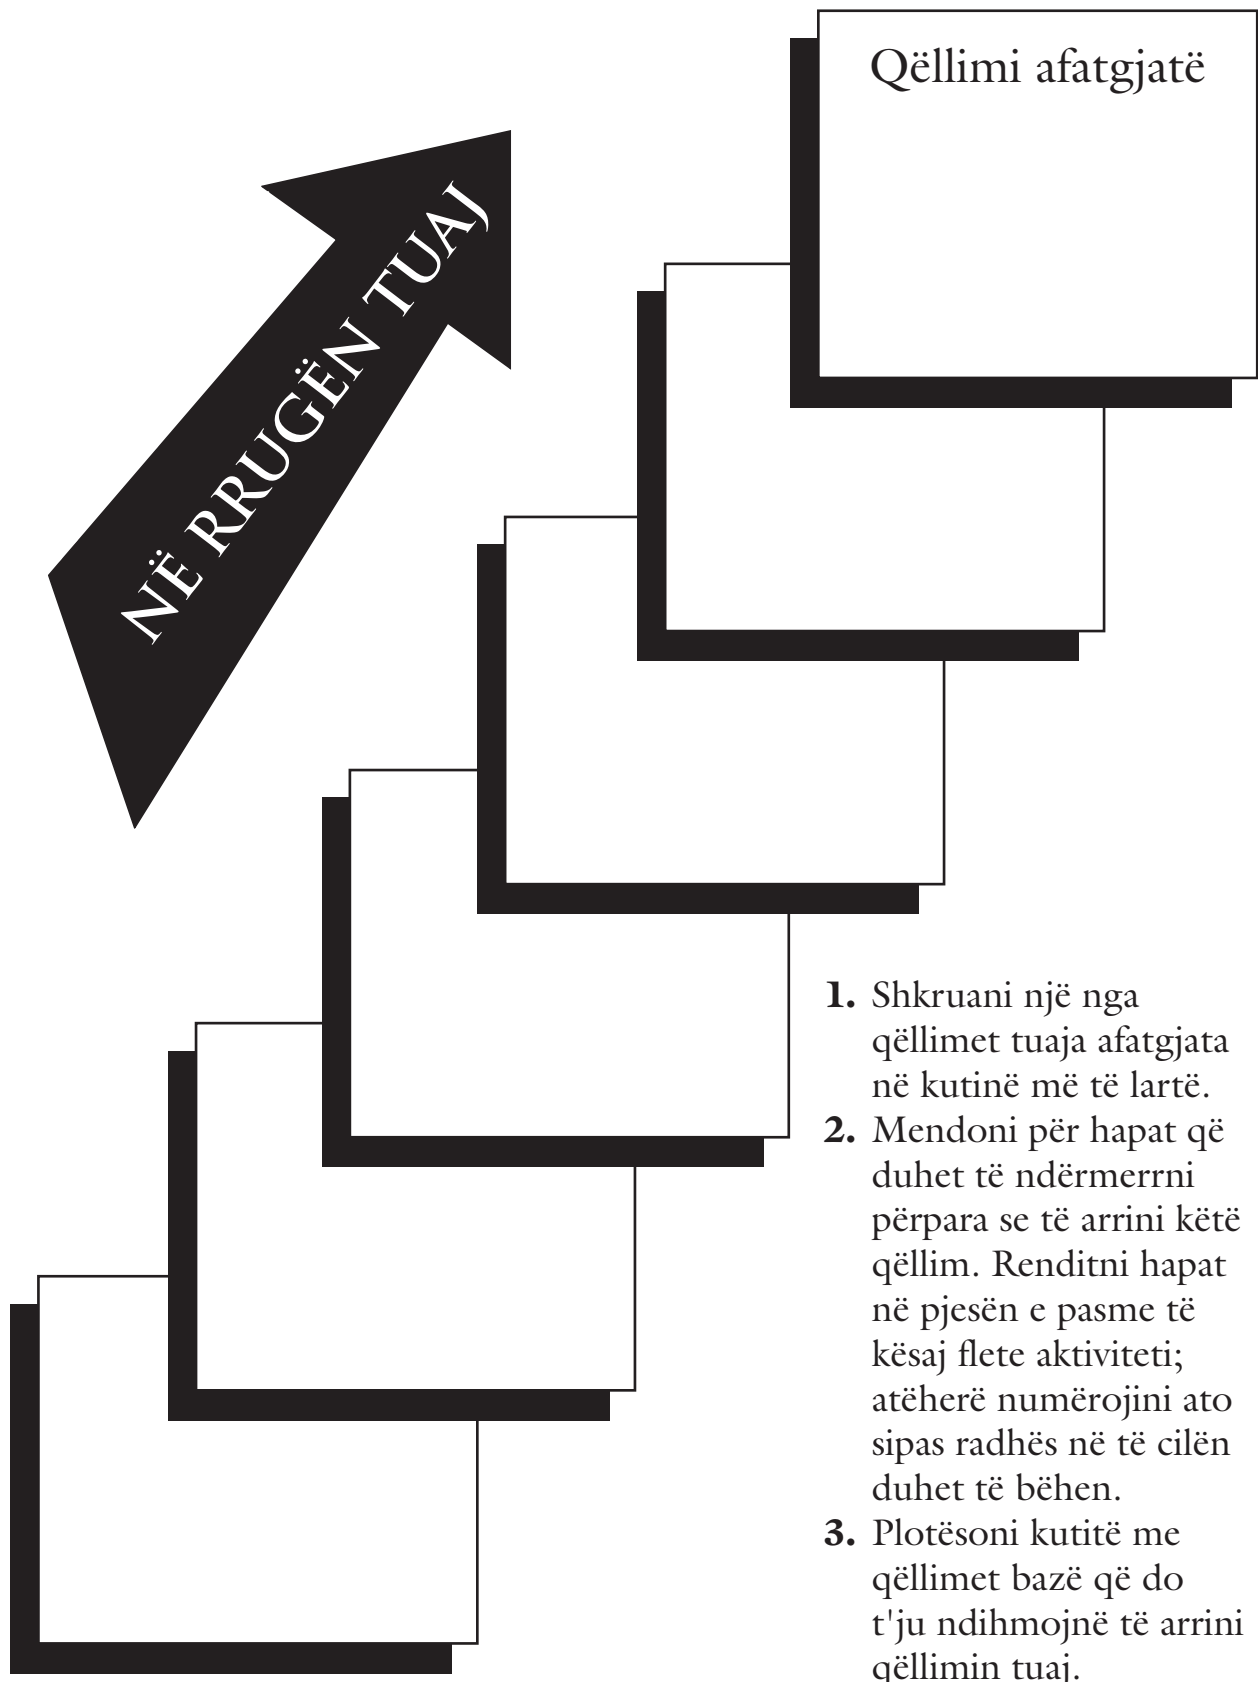 Qëllimi afatgjatë
NË RRUGËN TUAJ
1. Shkruani një nga
qëllimet tuaja afatgjata
në kutinë më të lartë.
2. Mendoni për hapat që
duhet të ndërmerrni
përpara se të arrini këtë
qëllim. Renditni hapat
në pjesën e pasme të
kësaj flete aktiviteti;
atëherë numërojini ato
sipas radhës në të cilën
duhet të bëhen.
3. Plotësoni kutitë me
qëllimet bazë që do
t'ju ndihmojnë të arrini
qëllimin tuaj.